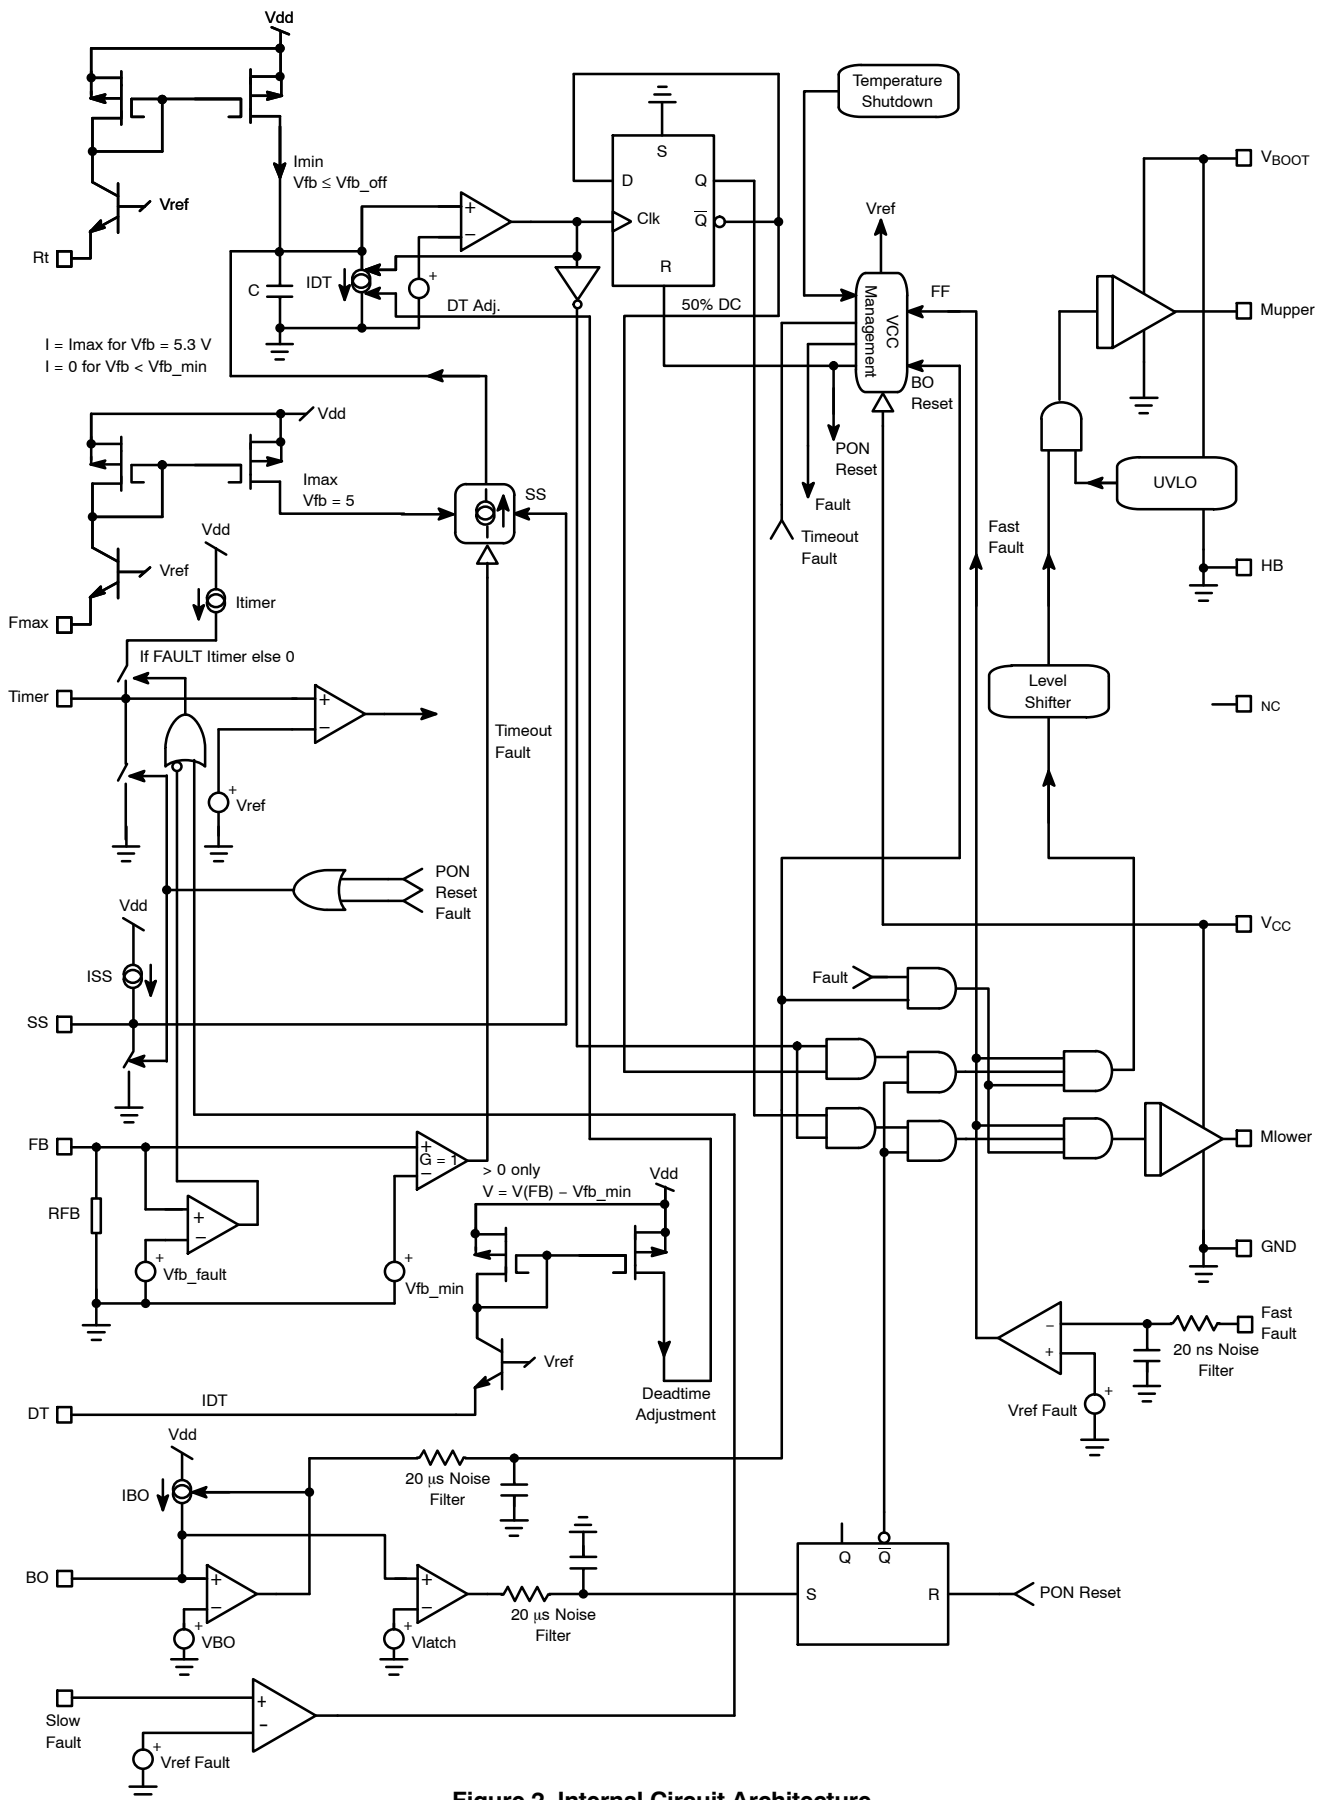 Vdd
Temperature
Shutdown
Imin
Vfb ≤ Vfb_off
Vref
Rt
S
D
Q
Clk
Q
R
+
−
C
IDT
+
DT Adj.
50% DC
Vref
VCC
Management
FF
BO
Reset
PON
Reset
Fault
Timeout
Fault
VBOOT
Mupper
UVLO
HB
I = Imax for Vfb = 5.3 V
I = 0 for Vfb < Vfb_min
Vdd
Imax
Vfb = 5
SS
Vdd
Vref
Itimer
Fmax
If FAULT Itimer else 0
Timer
+
−
+
Vref
Timeout
Fault
Fast
Fault
Level
Shifter
NC
PON
Reset
Fault
Vdd
ISS
SS
VCC
Fault
FB
+
G = 1
−
> 0 only
V = V(FB) − Vfb_min
Vdd
RFB
+
−
+
Vfb_fault
+
Vfb_min
Vref
Deadtime
Adjustment
Mlower
GND
Fast
Fault
−
+
20 ns Noise
Filter
Vref Fault
+
IDT
DT
Vdd
IBO
20 μs Noise
Filter
BO
+
−
+
VBO
+
−
+
Vlatch
20 μs Noise
Filter
Q
Q
S
R
PON Reset
Slow
Fault
+
−
+
Vref Fault
Figure 2. Internal Circuit Architecture